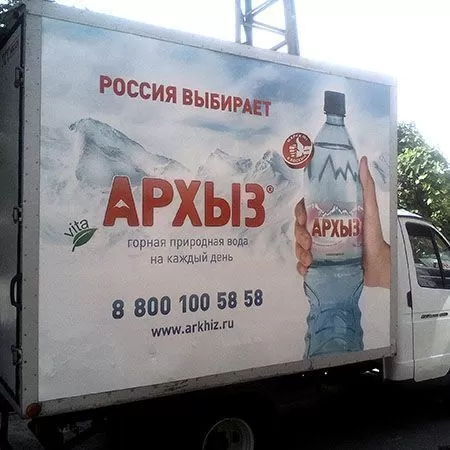 РОССИЯ ВЫБИРАЕТ
vita
АРХЫЗ®
горная природная вода
на каждый день
8 800 100 58 58
www.arkhiz.ru
АРХЫЗ